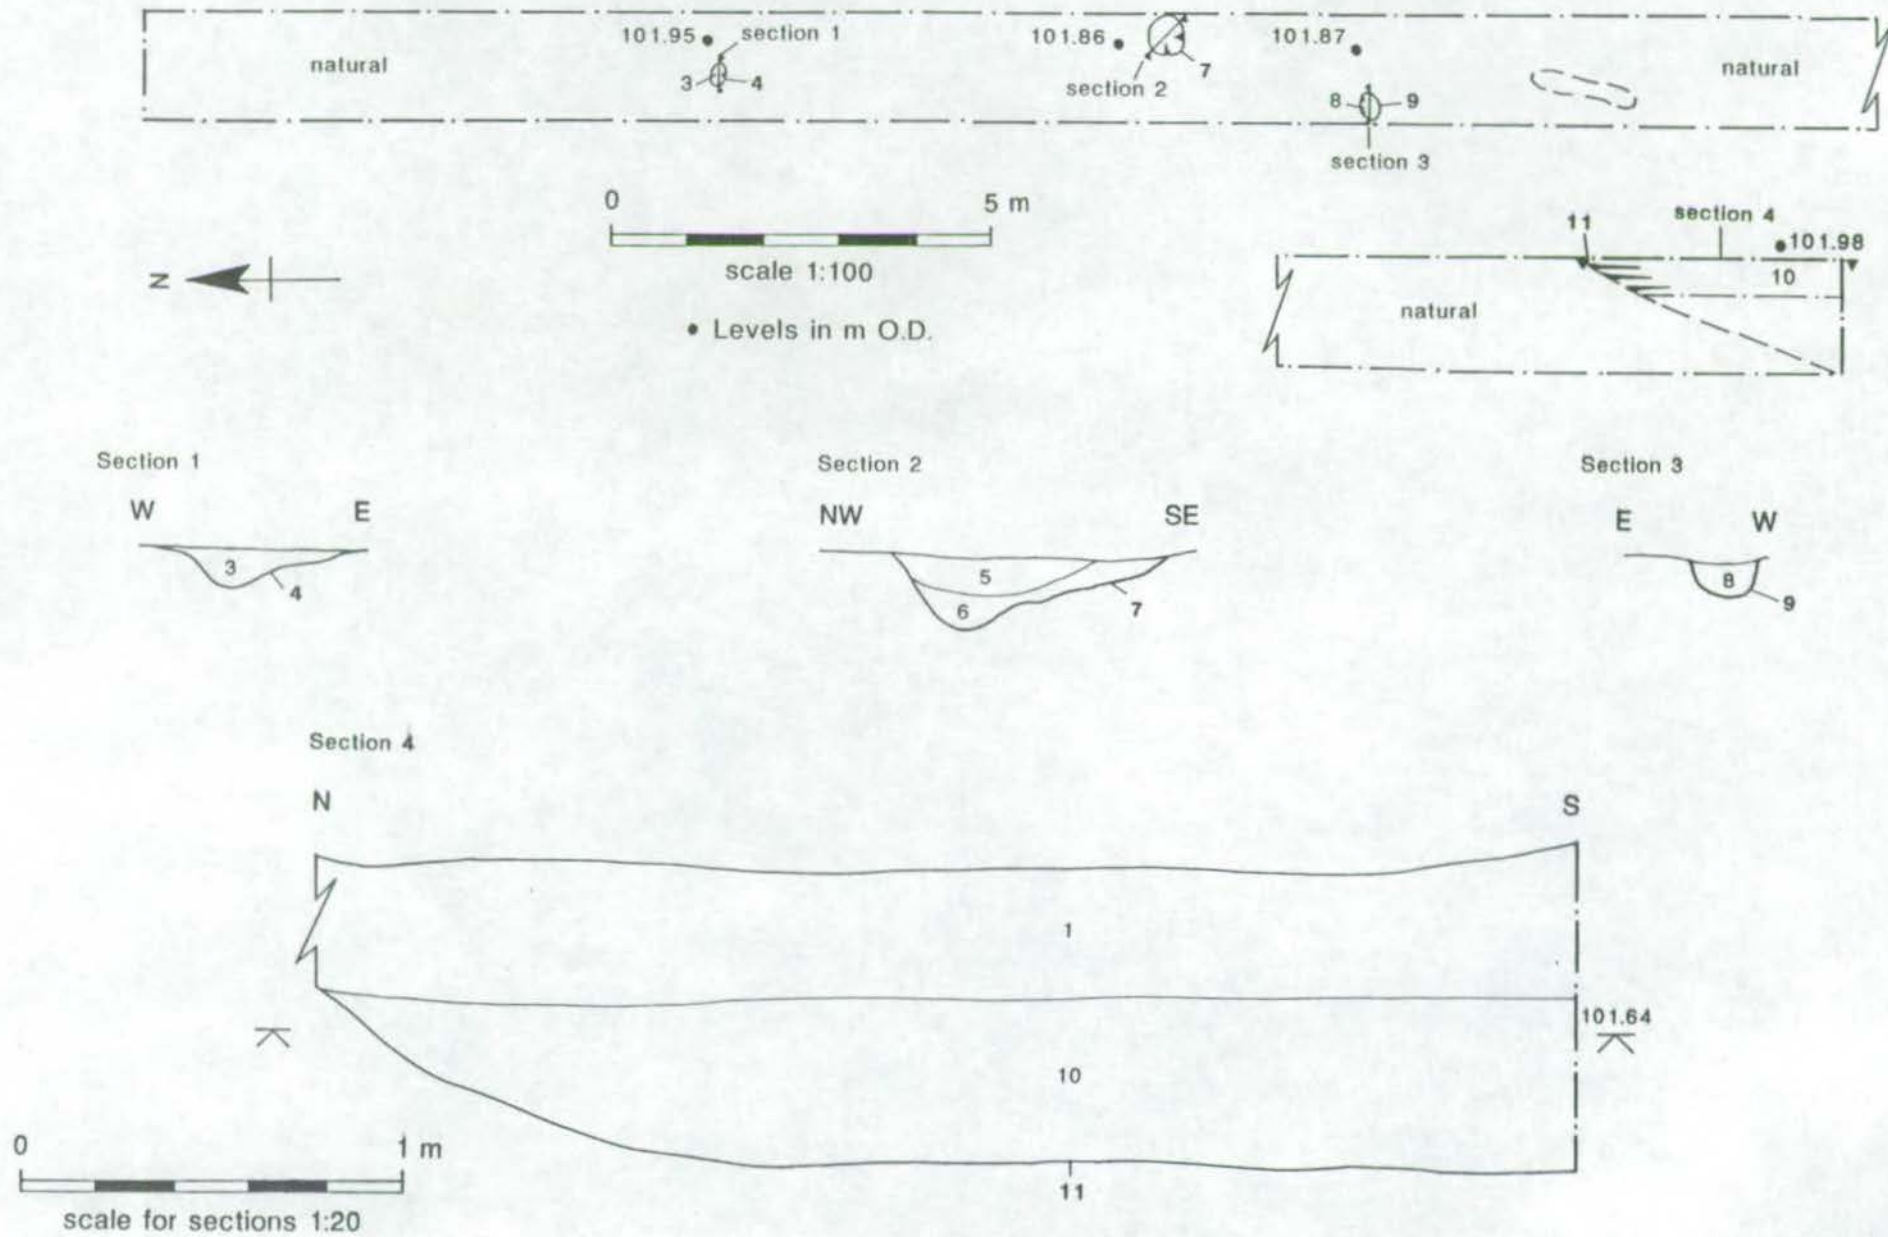 natural
101.95
section 1
3
4
101.86
section 2
7
101.87
8
9
section 3
natural
0
5 m
scale 1:100
N
• Levels in m O.D.
11
section 4
101.98
10
natural
Section 1
W
E
3
4
Section 2
NW
SE
5
6
7
Section 3
E
W
8
9
Section 4
N
S
1
101.64
10
11
0
1 m
scale for sections 1:20